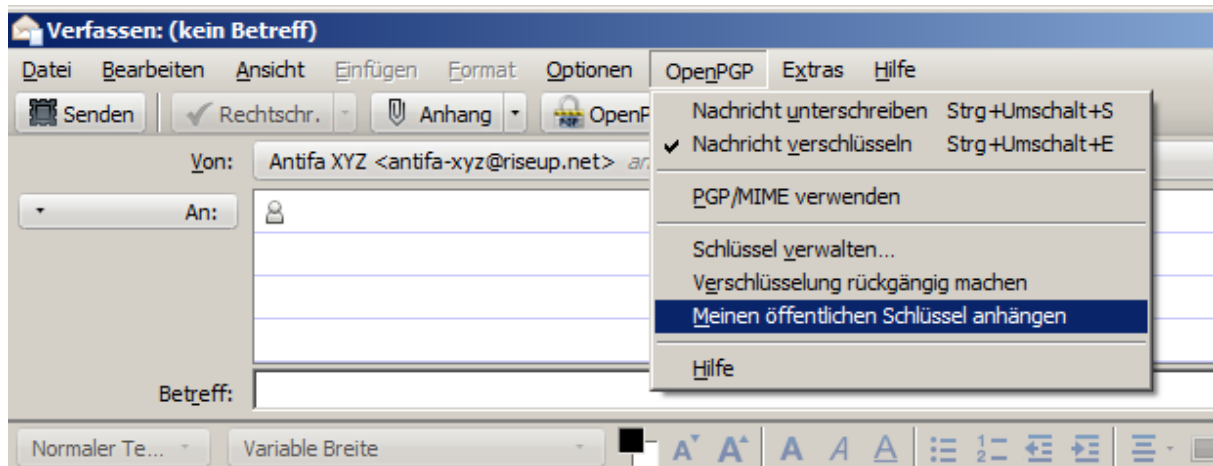 Verfassen: (kein Betreff)
Datei Bearbeiten Ansicht Einfügen Format Optionen OpenPGP Extras Hilfe
Senden Rechtschr. Anhang OpenP
Nachricht unterschreiben Strg+Umschalt+S
Nachricht verschlüsseln Strg+Umschalt+E
PGP/MIME verwenden
Schlüssel verwalten...
Verschlüsselung rückgängig machen
Meinen öffentlichen Schlüssel anhängen
Hilfe
Von: Antifa XYZ <antifa-xyz@riseup.net> an
An:
Betreff:
Normaler Te... Variable Breite